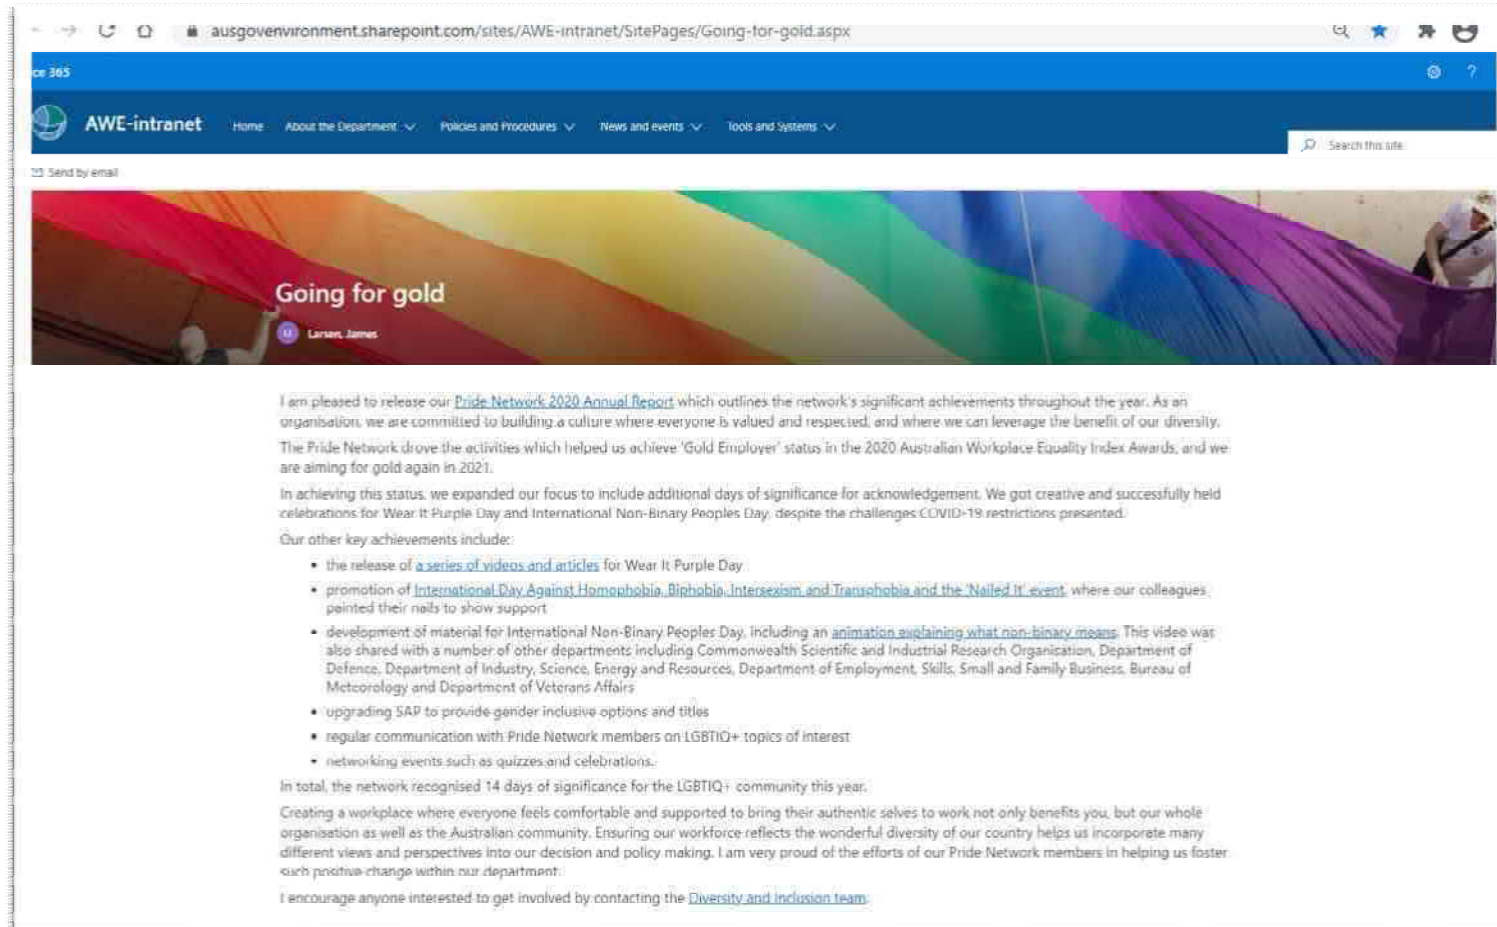 ausgovenvironment.sharepoint.com/sites/AWE-intranet/SitePages/Going-for-gold.aspx
ce 365
?
AWE-intranet Home About the Department Policies and Procedures News and events Tools and Systems
Search this site
Send by email
Going for gold
U Larsen, James
I am pleased to release our Pride Network 2020 Annual Report which outlines the network's significant achievements throughout the year. As an
organisation, we are committed to building a culture where everyone is valued and respected, and where we can leverage the benefit of our diversity.
The Pride Network drove the activities which helped us achieve 'Gold Employer' status in the 2020 Australian Workplace Equality Index Awards, and we
are aiming for gold again in 2021.
In achieving this status, we expanded our focus to include additional days of significance for acknowledgement. We got creative and successfully held
celebrations for Wear It Purple Day and International Non-Binary Peoples Day, despite the challenges COVID-19 restrictions presented.
Our other key achievements include:
• the release of a series of videos and articles for Wear It Purple Day
• promotion of International Day Against Homophobia, Biphobia, Intersexism and Transphobia and the 'Nailed It' event, where our colleagues
painted their nails to show support
• development of material for International Non-Binary Peoples Day, including an animation explaining what non-binary means. This video was
also shared with a number of other departments including Commonwealth Scientific and Industrial Research Organisation, Department of
Defence, Department of Industry, Science, Energy and Resources, Department of Employment, Skills, Small and Family Business, Bureau of
Meteorology and Department of Veterans Affairs
• upgrading SAP to provide gender inclusive options and titles
• regular communication with Pride Network members on LGBTIQ+ topics of interest
• networking events such as quizzes and celebrations.
In total, the network recognised 14 days of significance for the LGBTIQ+ community this year.
Creating a workplace where everyone feels comfortable and supported to bring their authentic selves to work not only benefits you, but our whole
organisation as well as the Australian community. Ensuring our workforce reflects the wonderful diversity of our country helps us incorporate many
different views and perspectives into our decision and policy making. I am very proud of the efforts of our Pride Network members in helping us foster
such positive change within our department.
I encourage anyone interested to get involved by contacting the Diversity and Inclusion team.